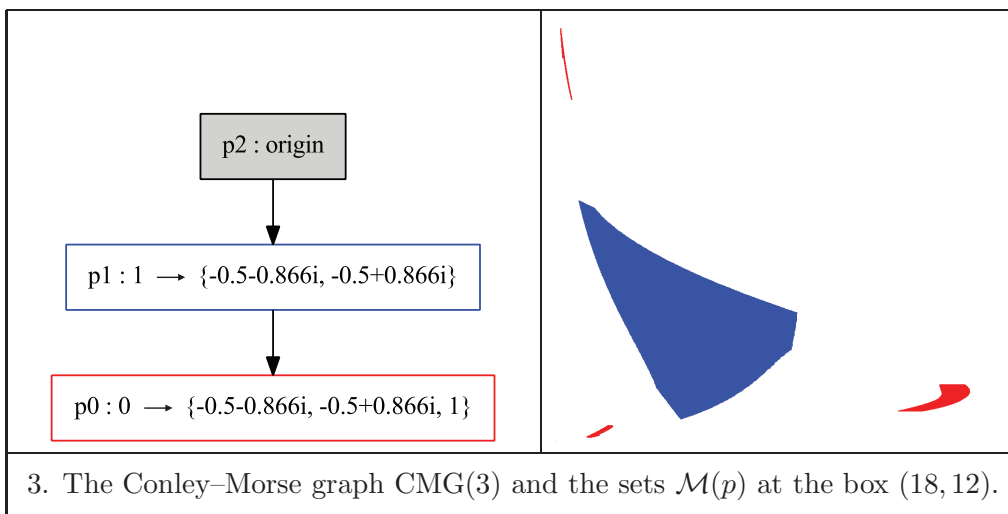 p2 : origin
p1 : 1 → {-0.5-0.866i, -0.5+0.866i}
p0 : 0 → {-0.5-0.866i, -0.5+0.866i, 1}
3. The Conley–Morse graph CMG(3) and the sets ℳ(p) at the box (18, 12).